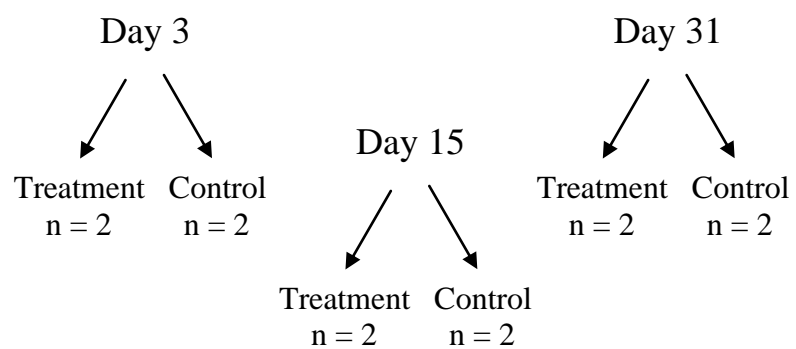 Day 3
Treatment Control
n = 2 n = 2
Day 15
Treatment Control
n = 2 n = 2
Day 31
Treatment Control
n = 2 n = 2